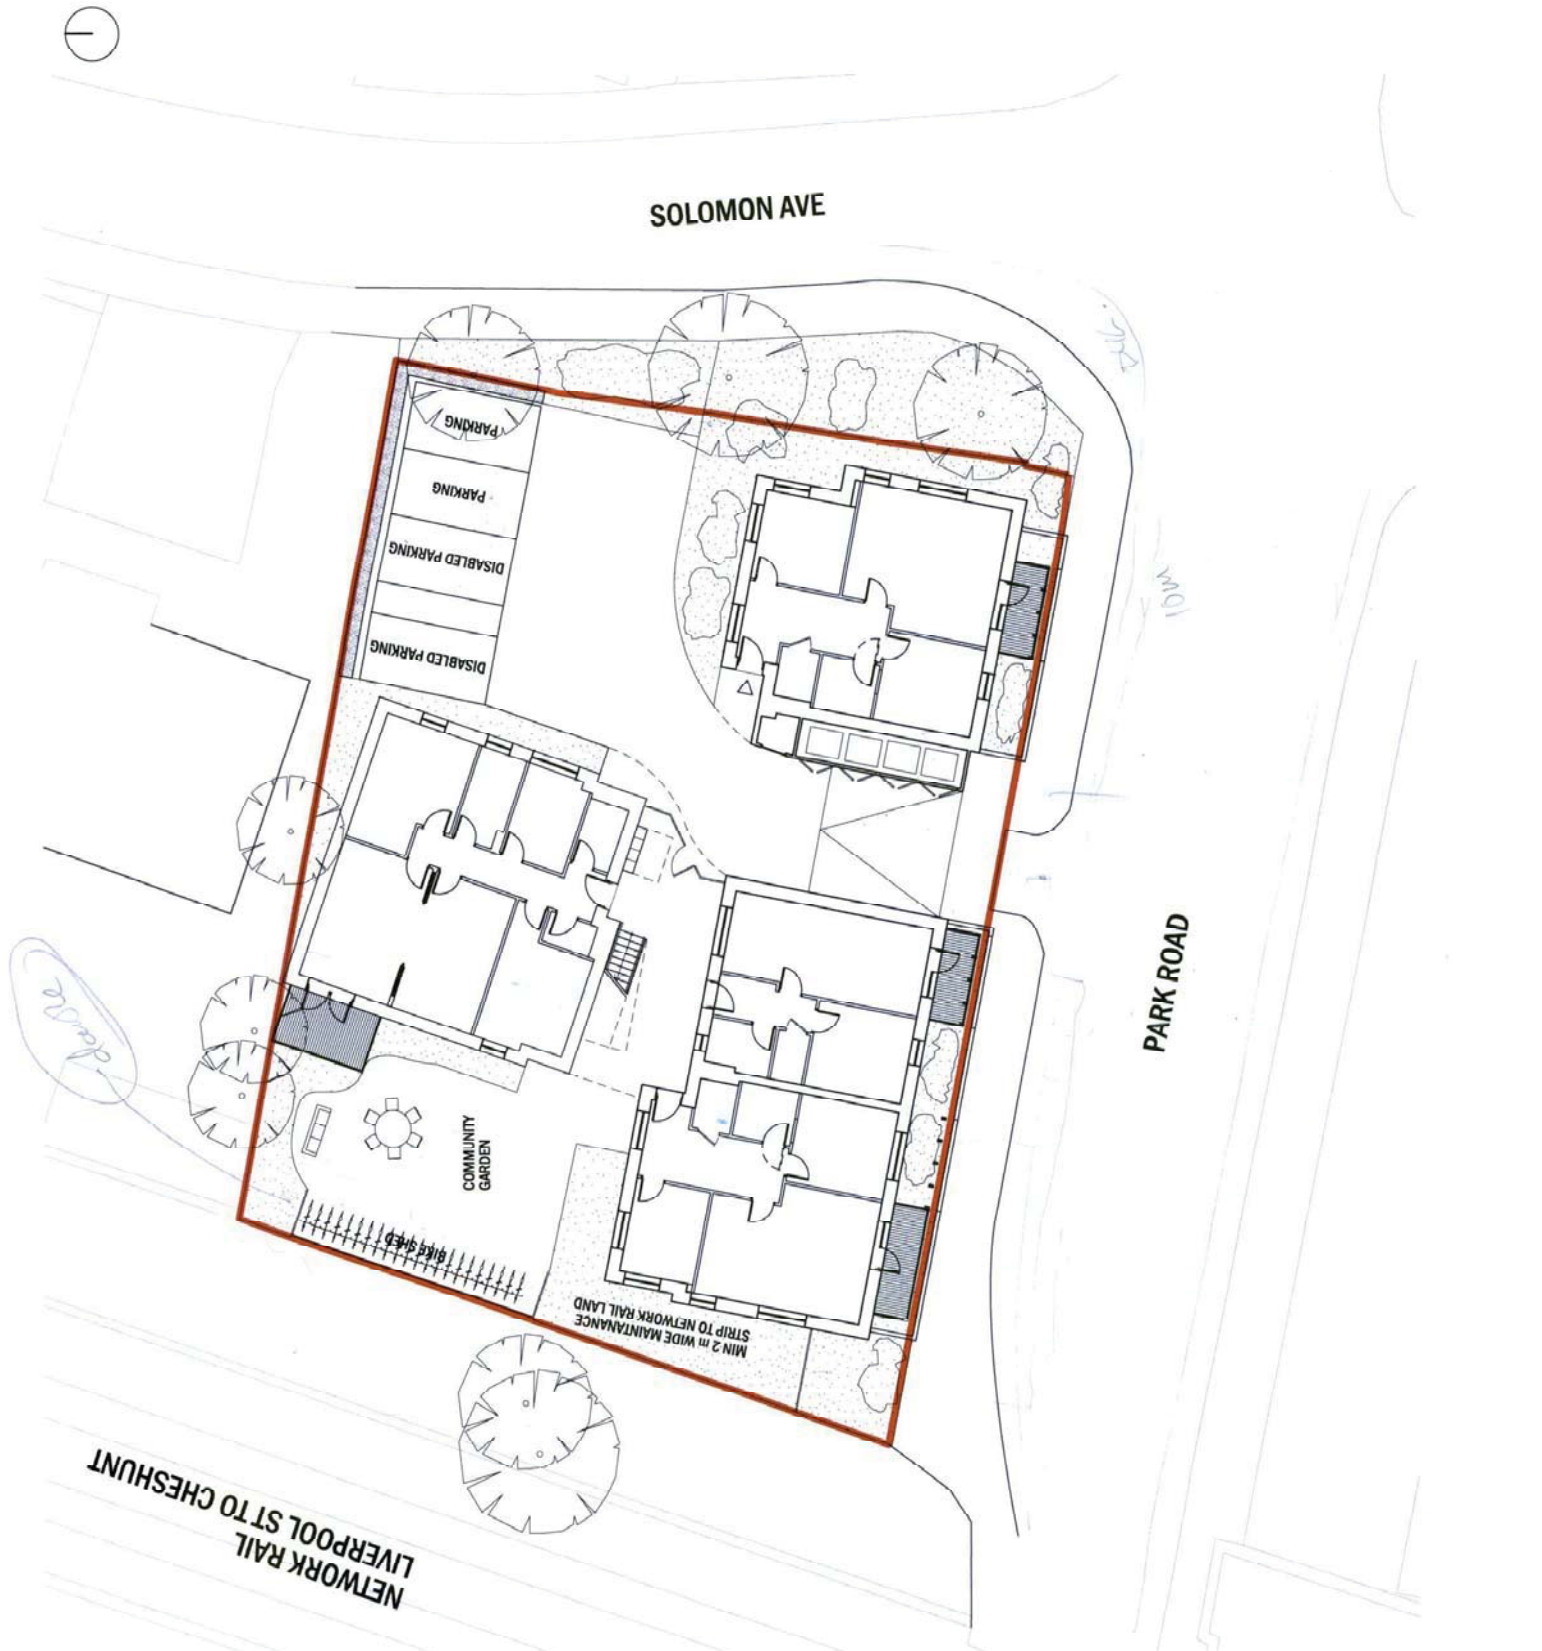 SOLOMON AVE
PARKING
PARKING
DISABLED PARKING
DISABLED PARKING
10m
PARK ROAD
COMMUNITY
GARDEN
BIKE SHED
MIN 2 m WIDE MAINTANANCE
STRIP TO NETWORK RAIL LAND
NETWORK RAIL
LIVERPOOL ST TO CHESHUNT